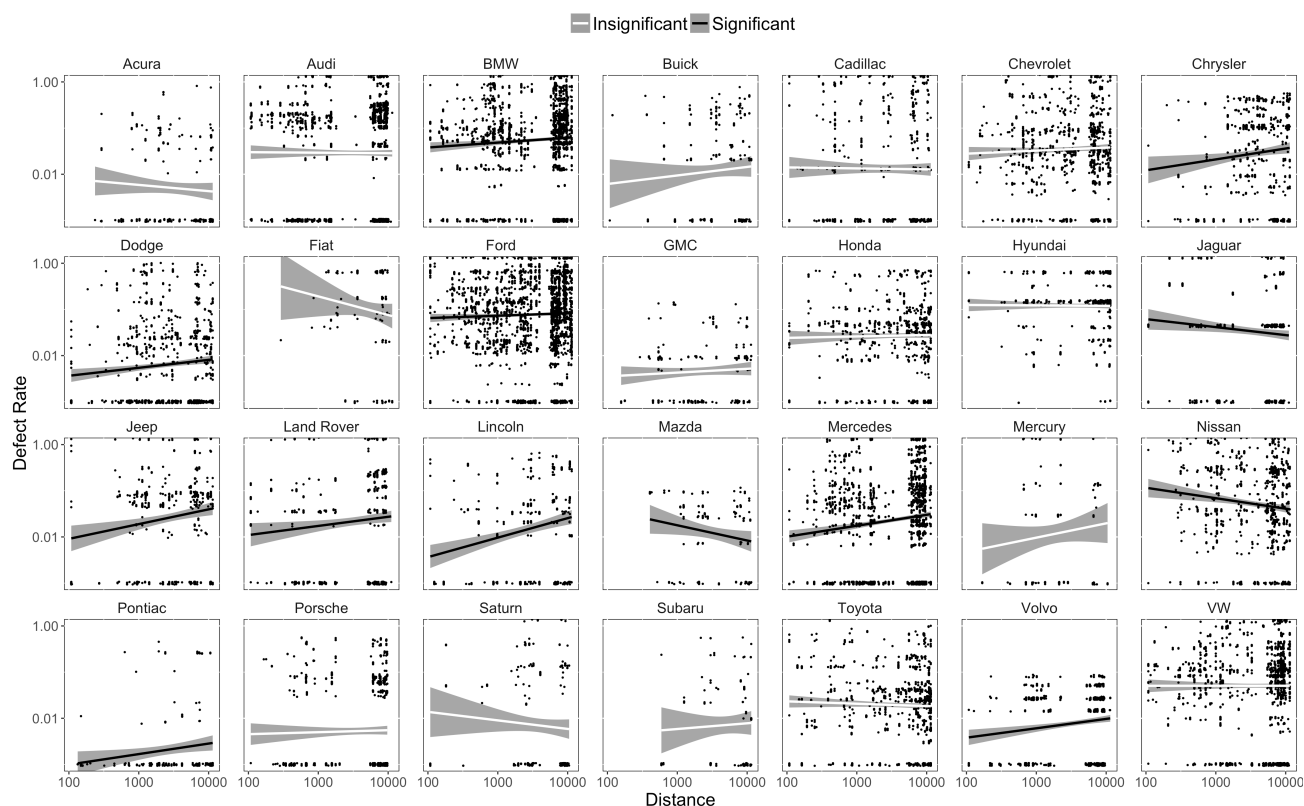 Insignificant Significant
Acura Audi BMW Buick Cadillac Chevrolet Chrysler
1.00
0.01
Dodge Fiat Ford GMC Honda Hyundai Jaguar
1.00
0.01
Defect Rate
Jeep Land Rover Lincoln Mazda Mercedes Mercury Nissan
1.00
0.01
Pontiac Porsche Saturn Subaru Toyota Volvo VW
1.00
0.01
100 1000 10000 100 1000 10000 100 1000 10000 100 1000 10000 100 1000 10000 100 1000 10000 100 1000 10000
Distance